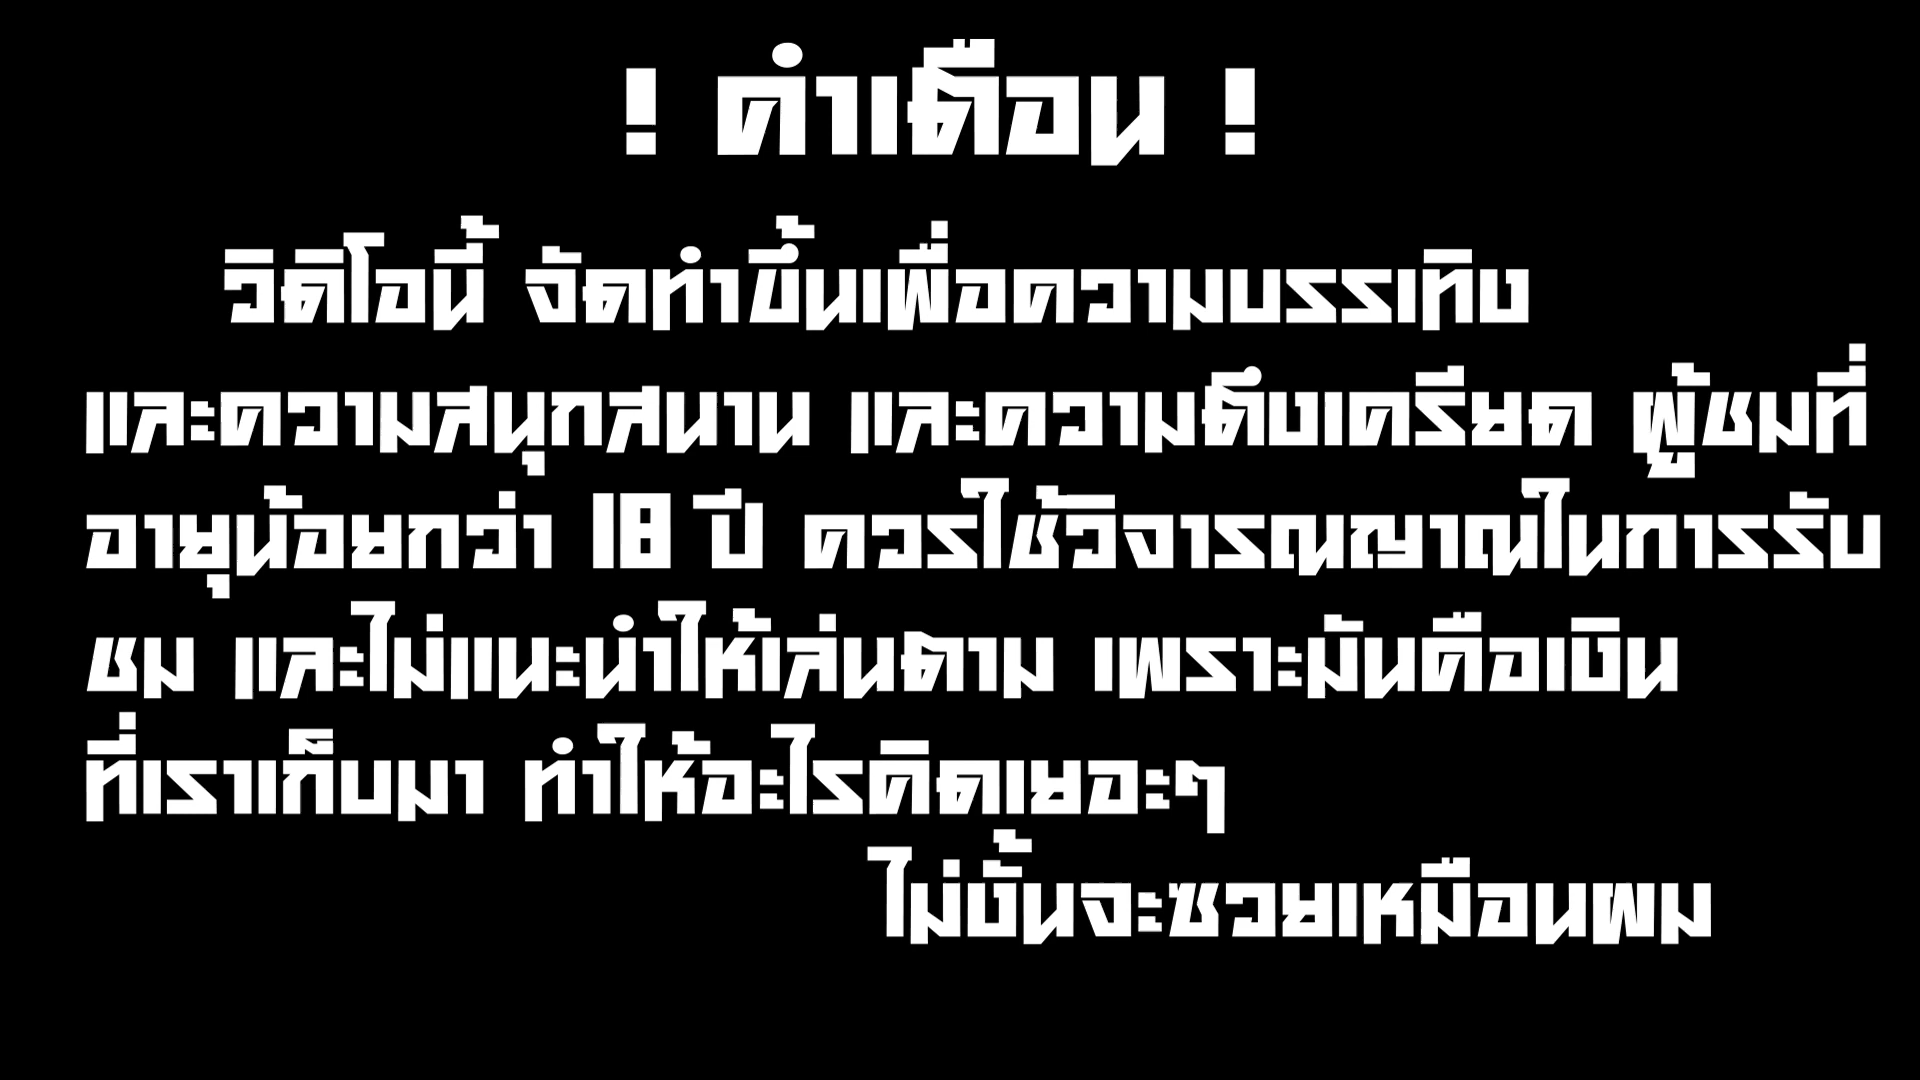 ! คำเตือน !
วิดิโอนี้ จัดทำขึ้นเพื่อความบรรเทิง
และความสนุกสนาน และความตึงเครียด ผู้ชมที่
อายุน้อยกว่า 18 ปี ควรใช้วิจารณญาณในการรับ
ชม และไม่แนะนำให้เล่นตาม เพราะมันคือเงิน
ที่เราเก็บมา ทำให้อะไรคิดเยอะๆ
ไม่งั้นจะซวยเหมือนผม